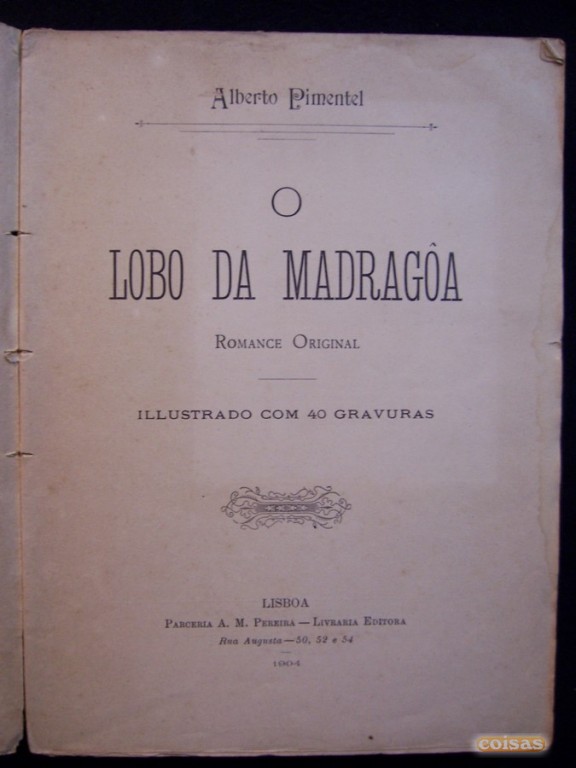 Alberto Pimentel
O
LOBO DA MADRAGÔA
ROMANCE ORIGINAL
ILLUSTRADO COM 40 GRAVURAS
LISBOA
PARCERIA A. M. PEREIRA — LIVRARIA EDITORA
Rua Augusta — 50, 52 e 54
1904
coisas